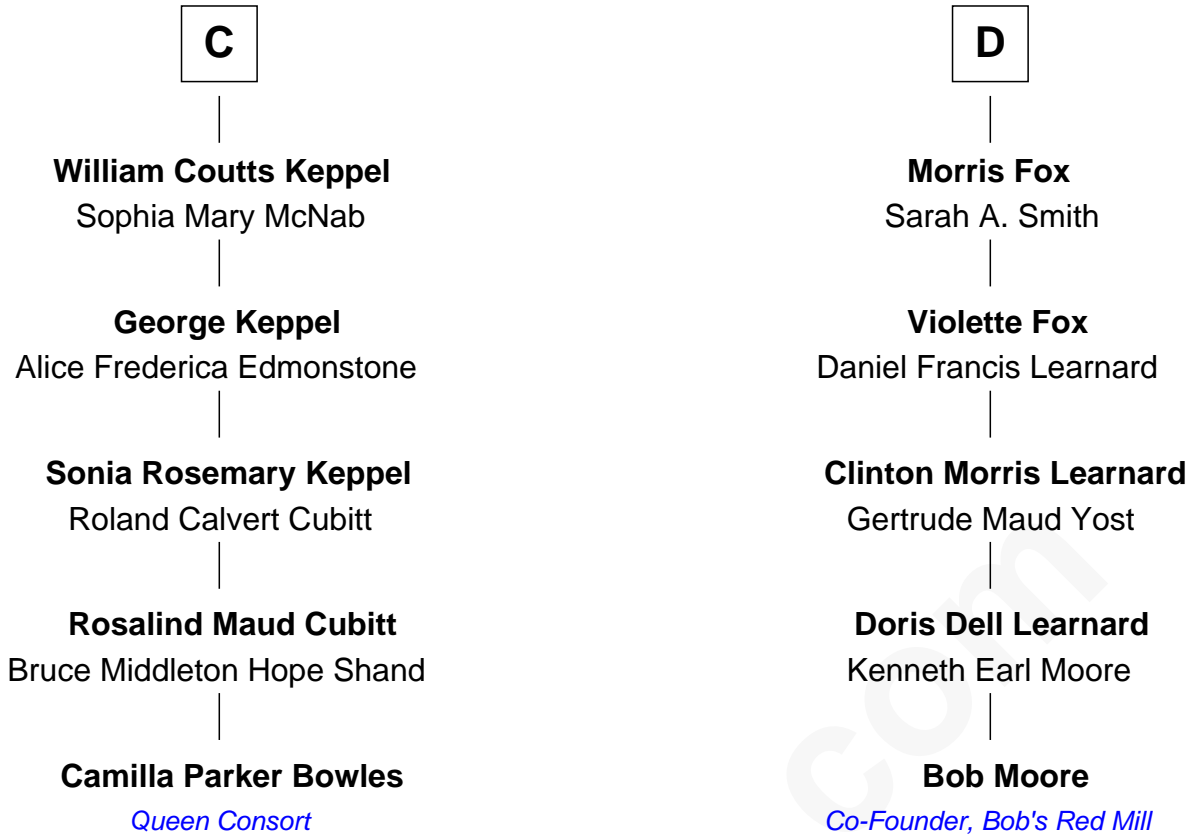 C
William Coutts Keppel
Sophia Mary McNab
George Keppel
Alice Frederica Edmonstone
Sonia Rosemary Keppel
Roland Calvert Cubitt
Rosalind Maud Cubitt
Bruce Middleton Hope Shand
Camilla Parker Bowles
Queen Consort
D
Morris Fox
Sarah A. Smith
Violette Fox
Daniel Francis Learnard
Clinton Morris Learnard
Gertrude Maud Yost
Doris Dell Learnard
Kenneth Earl Moore
Bob Moore
Co-Founder, Bob's Red Mill
com